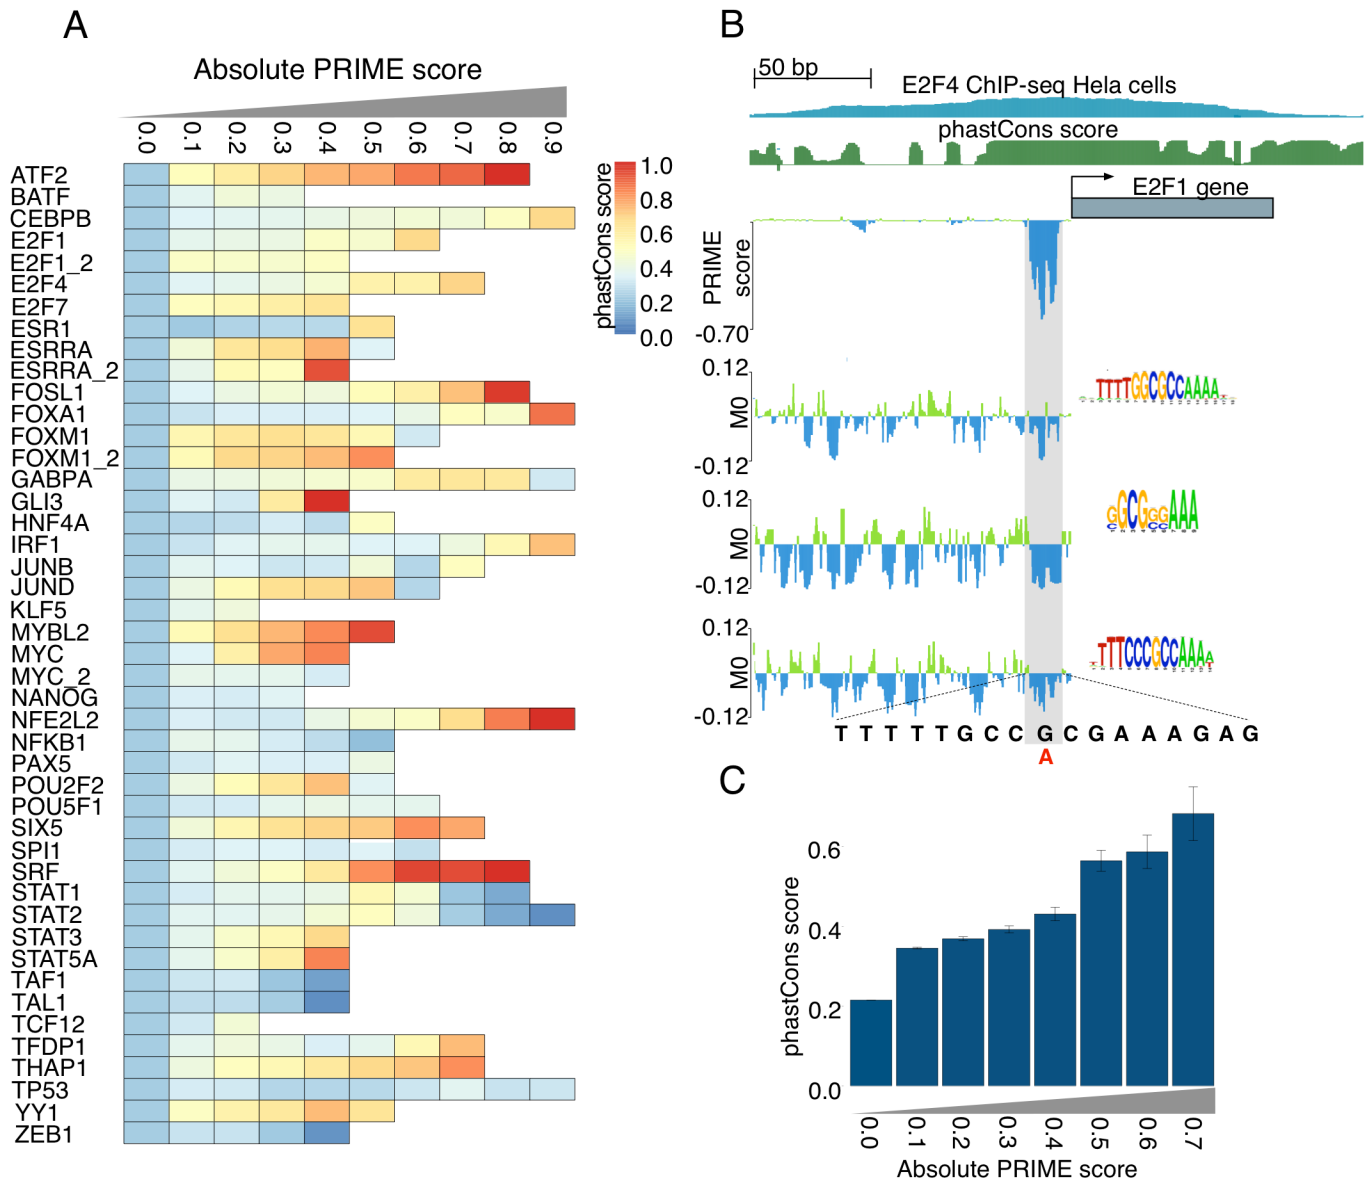 A
Absolute PRIME score
0.0 0.1 0.2 0.3 0.4 0.5 0.6 0.7 0.8 0.9
ATF2
BATF
CEBPB
E2F1
E2F1_2
E2F4
E2F7
ESR1
ESRRA
ESRRA_2
FOSL1
FOXA1
FOXM1
FOXM1_2
GABPA
GLI3
HNF4A
IRF1
JUNB
JUND
KLF5
MYBL2
MYC
MYC_2
NANOG
NFE2L2
NFKB1
PAX5
POU2F2
POU5F1
SIX5
SPI1
SRF
STAT1
STAT2
STAT3
STAT5A
TAF1
TAL1
TCF12
TFDP1
THAP1
TP53
YY1
ZEB1
phastCons score
1.0
0.8
0.6
0.4
0.2
0.0
B
50 bp
E2F4 ChIP-seq Hela cells
phastCons score
E2F1 gene
PRIME score
-0.70
0.12
M0
-0.12
TTTTGGCGCCAAAA
0.12
M0
-0.12
GGCGGGAAA
CC
0.12
M0
-0.12
TTTCCCGCCAAAA
T T T T T G C C G C G A A A G A G
A
C
phastCons score
0.6
0.4
0.2
0.0
0.0 0.1 0.2 0.3 0.4 0.5 0.6 0.7
Absolute PRIME score